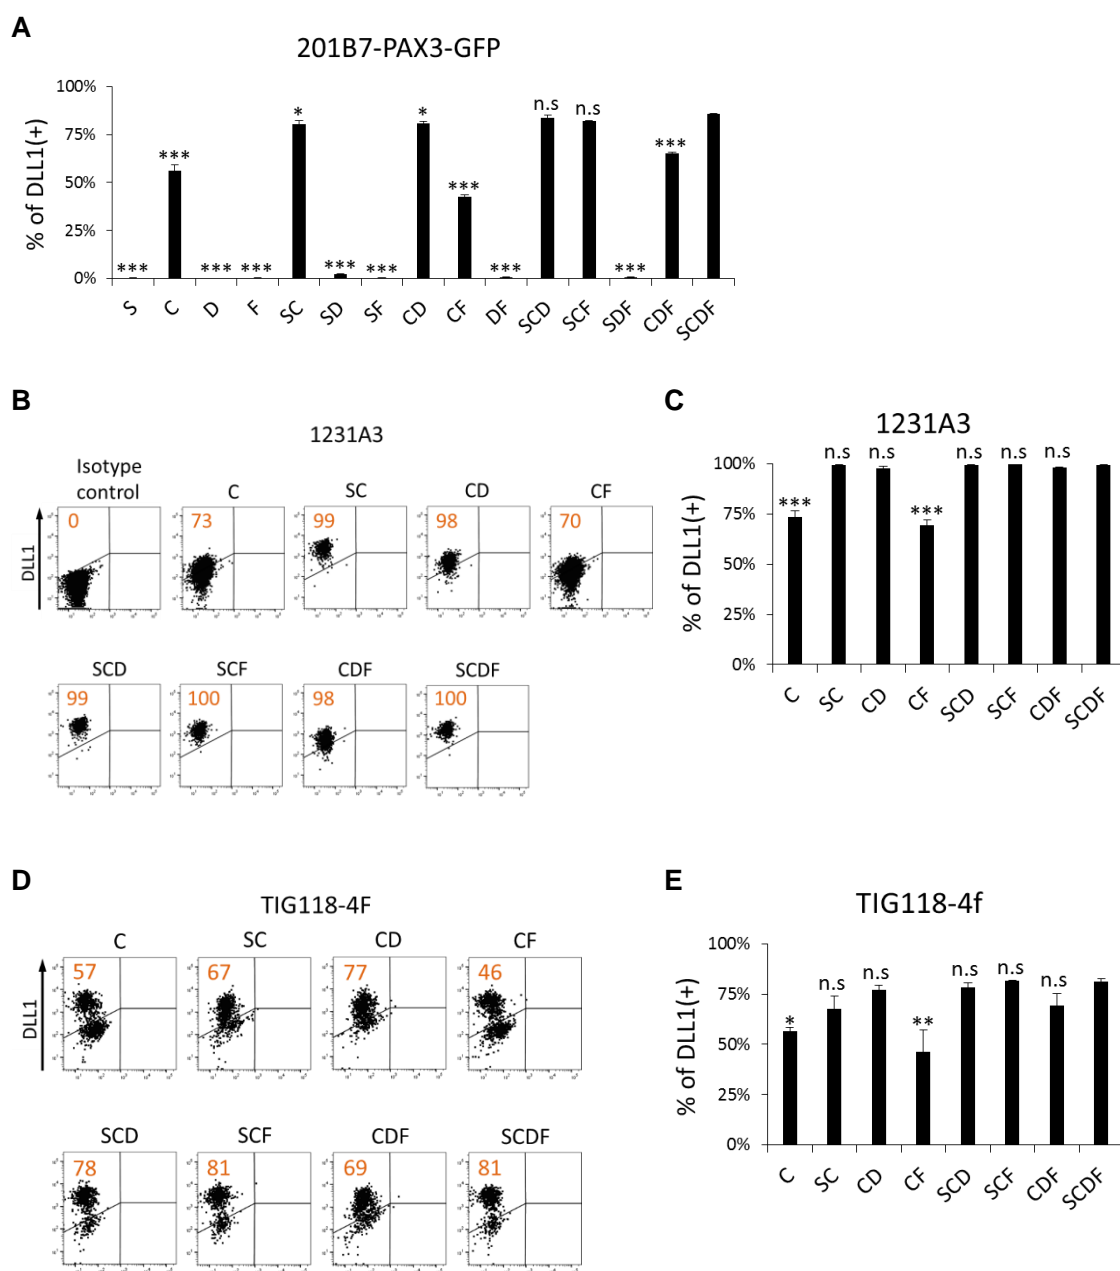 A
201B7-PAX3-GFP
% of DLL1(+)
100%
75%
50%
25%
0%
*** *** *** *** * *** *** * *** *** n.s n.s *** ***
S C D F SC SD SF CD CF DF SCD SCF SDF CDF SCDF
B
1231A3
Isotype
control
C SC CD CF
0 73 99 98 70
DLL1
SCD SCF CDF SCDF
99 100 98 100
C
1231A3
% of DLL1(+)
100%
75%
50%
25%
0%
*** n.s n.s *** n.s n.s n.s
C SC CD CF SCD SCF CDF SCDF
D
TIG118-4F
C SC CD CF
57 67 77 46
DLL1
SCD SCF CDF SCDF
78 81 69 81
E
TIG118-4f
% of DLL1(+)
100%
75%
50%
25%
0%
* n.s n.s ** n.s n.s n.s
C SC CD CF SCD SCF CDF SCDF